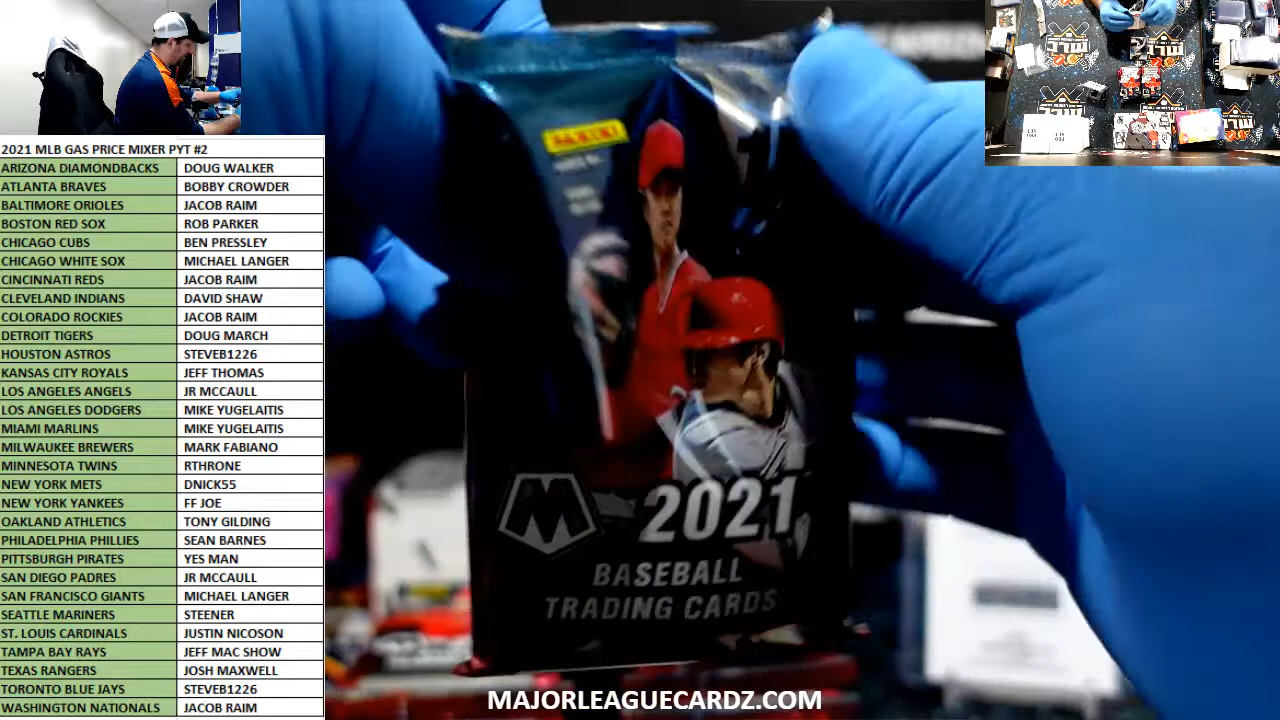 2021 MLB GAS PRICE MIXER PYT #2
ARIZONA DIAMONDBACKS DOUG WALKER
ATLANTA BRAVES BOBBY CROWDER
BALTIMORE ORIOLES JACOB RAIM
BOSTON RED SOX ROB PARKER
CHICAGO CUBS BEN PRESSLEY
CHICAGO WHITE SOX MICHAEL LANGER
CINCINNATI REDS JACOB RAIM
CLEVELAND INDIANS DAVID SHAW
COLORADO ROCKIES JACOB RAIM
DETROIT TIGERS DOUG MARCH
HOUSTON ASTROS STEVEB1226
KANSAS CITY ROYALS JEFF THOMAS
LOS ANGELES ANGELS JR MCCAULL
LOS ANGELES DODGERS MIKE YUGELAITIS
MIAMI MARLINS MIKE YUGELAITIS
MILWAUKEE BREWERS MARK FABIANO
MINNESOTA TWINS RTHRONE
NEW YORK METS DNICK55
NEW YORK YANKEES FF JOE
OAKLAND ATHLETICS TONY GILDING
PHILADELPHIA PHILLIES SEAN BARNES
PITTSBURGH PIRATES YES MAN
SAN DIEGO PADRES JR MCCAULL
SAN FRANCISCO GIANTS MICHAEL LANGER
SEATTLE MARINERS STEENER
ST. LOUIS CARDINALS JUSTIN NICOSON
TAMPA BAY RAYS JEFF MAC SHOW
TEXAS RANGERS JOSH MAXWELL
TORONTO BLUE JAYS STEVEB1226
WASHINGTON NATIONALS JACOB RAIM
PANINI
M 2021
BASEBALL
TRADING CARDS
MLC
MAJORLEAGUECARDZ.COM